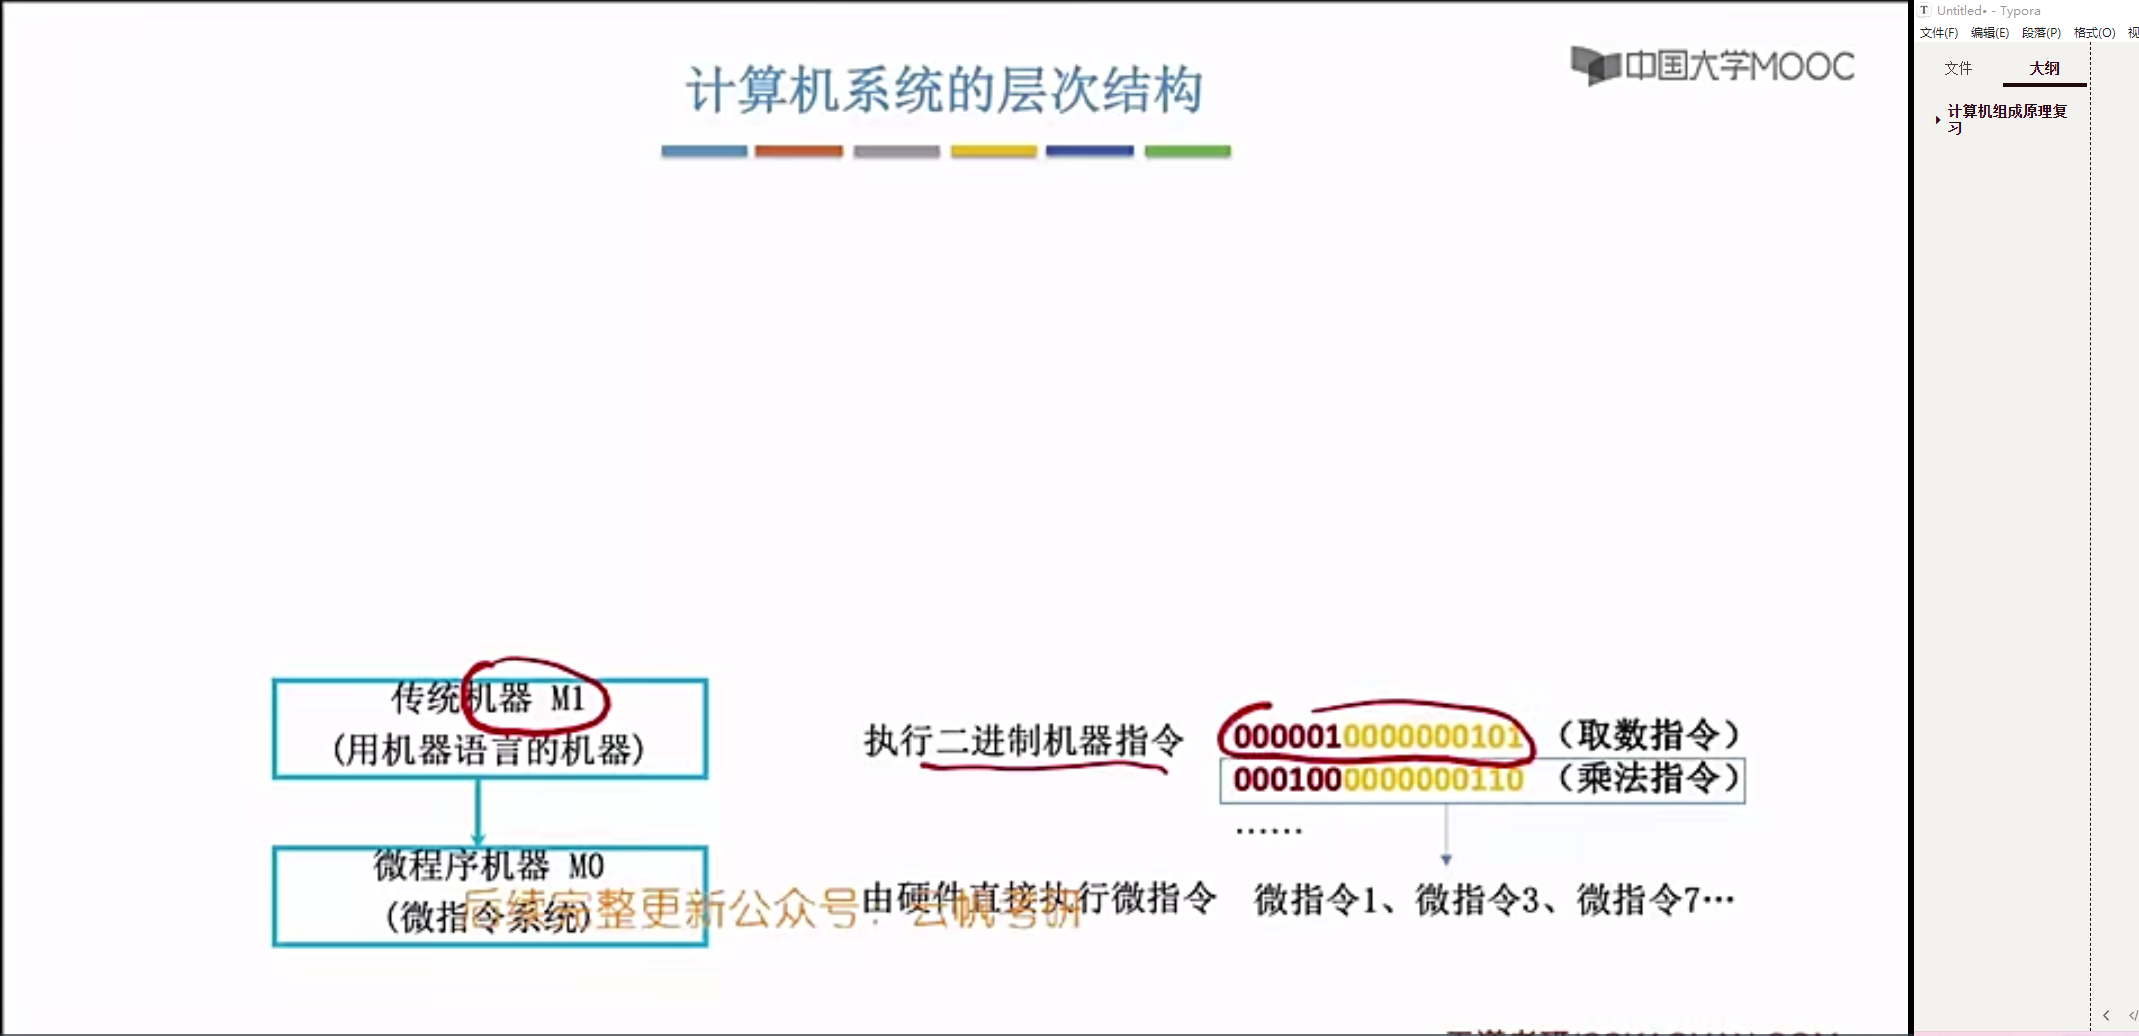 计算机系统的层次结构
中国大学MOOC
传统机器 M1
(用机器语言的机器)
执行二进制机器指令
0000010000000101 (取数指令)
0001000000000110 (乘法指令)
……
微程序机器 M0
(微指令系统)
由硬件直接执行微指令 微指令1、微指令3、微指令7…
后续完整更新公众号：云帆考研
Untitled• - Typora
文件(F) 编辑(E) 段落(P) 格式(O) 视
文件 大纲
计算机组成原理复
习